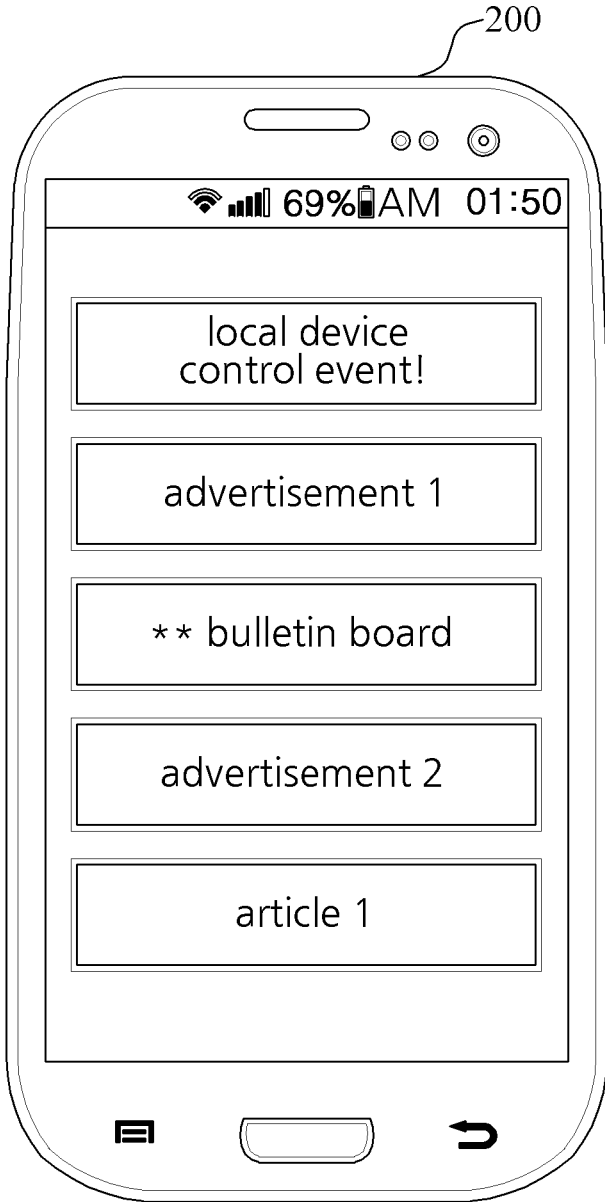 200
69% AM 01:50
local device
control event!
advertisement 1
** bulletin board
advertisement 2
article 1